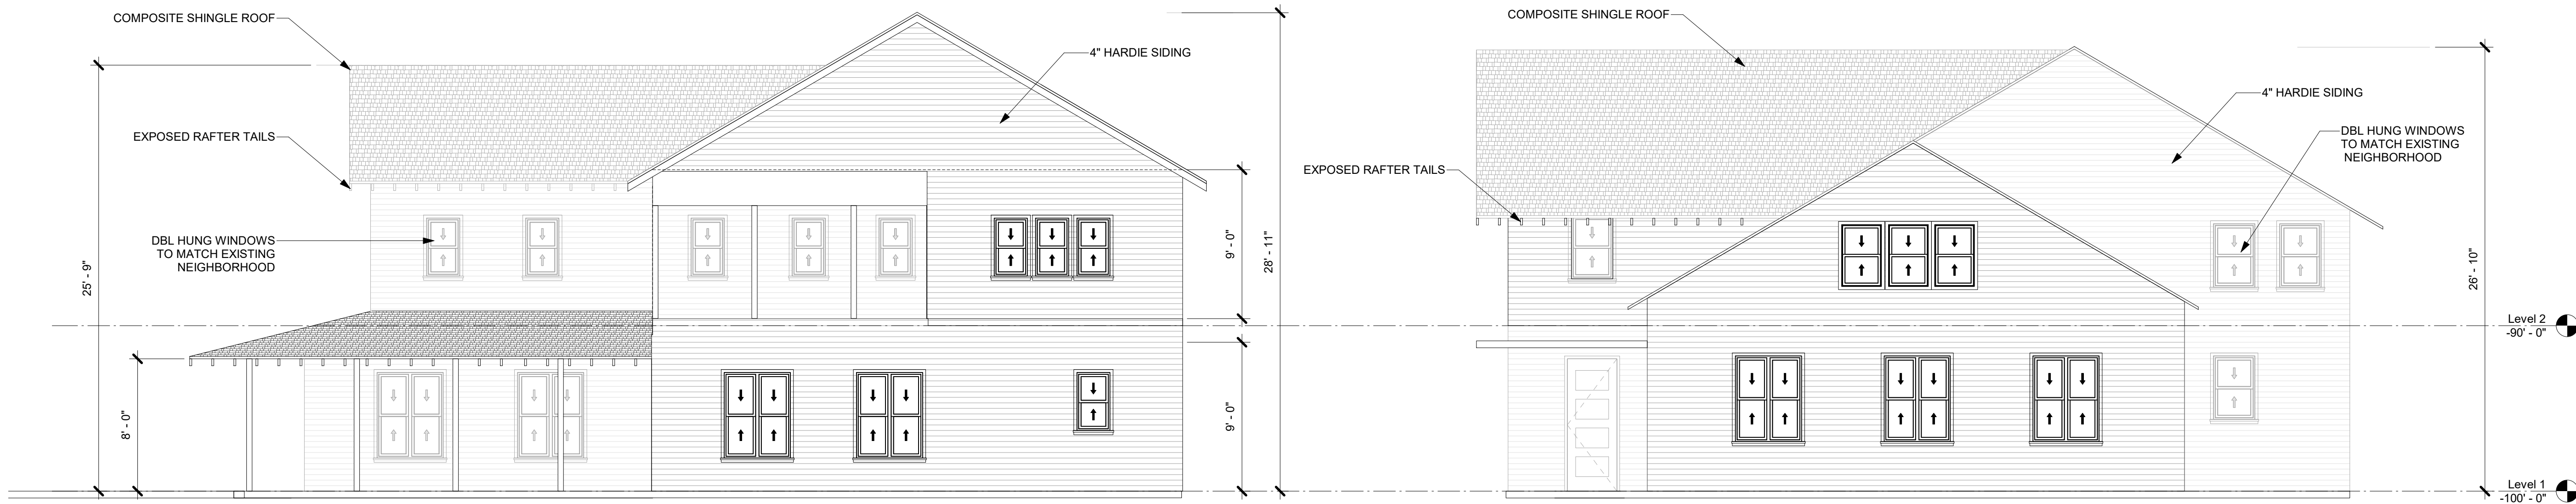 COMPOSITE SHINGLE ROOF
4" HARDIE SIDING
EXPOSED RAFTER TAILS
DBL HUNG WINDOWS
TO MATCH EXISTING
NEIGHBORHOOD
25' - 9"
8' - 0"
9' - 0"
9' - 0"
28' - 11"
COMPOSITE SHINGLE ROOF
4" HARDIE SIDING
DBL HUNG WINDOWS
TO MATCH EXISTING
NEIGHBORHOOD
EXPOSED RAFTER TAILS
26' - 10"
Level 2
-90' - 0"
Level 1
-100' - 0"